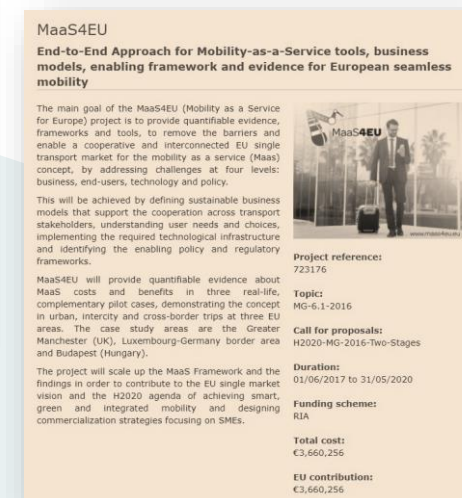 MaaS4EU
End-to-End Approach for Mobility-as-a-Service tools, business
models, enabling framework and evidence for European seamless
mobility
The main goal of the MaaS4EU (Mobility as a Service
for Europe) project is to provide quantifiable evidence,
frameworks and tools, to remove the barriers and
enable a cooperative and interconnected EU single
transport market for the mobility as a service (Maas)
concept, by addressing challenges at four levels:
business, end-users, technology and policy.
This will be achieved by defining sustainable business
models that support the cooperation across transport
stakeholders, understanding user needs and choices,
implementing the required technological infrastructure
and identifying the enabling policy and regulatory
frameworks.
MaaS4EU will provide quantifiable evidence about
MaaS costs and benefits in three real-life,
complementary pilot cases, demonstrating the concept
in urban, intercity and cross-border trips at three EU
areas. The case study areas are the Greater
Manchester (UK), Luxembourg-Germany border area
and Budapest (Hungary).
The project will scale up the MaaS Framework and the
findings in order to contribute to the EU single market
vision and the H2020 agenda of achieving smart,
green and integrated mobility and designing
commercialization strategies focusing on SMEs.
MaaS4EU
www.maas4eu.eu
Project reference:
723176
Topic:
MG-6.1-2016
Call for proposals:
H2020-MG-2016-Two-Stages
Duration:
01/06/2017 to 31/05/2020
Funding scheme:
RIA
Total cost:
€3,660,256
EU contribution:
€3,660,256